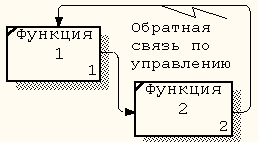 Обратная
связь по
управлению
Функция
1
1
Функция
2
2